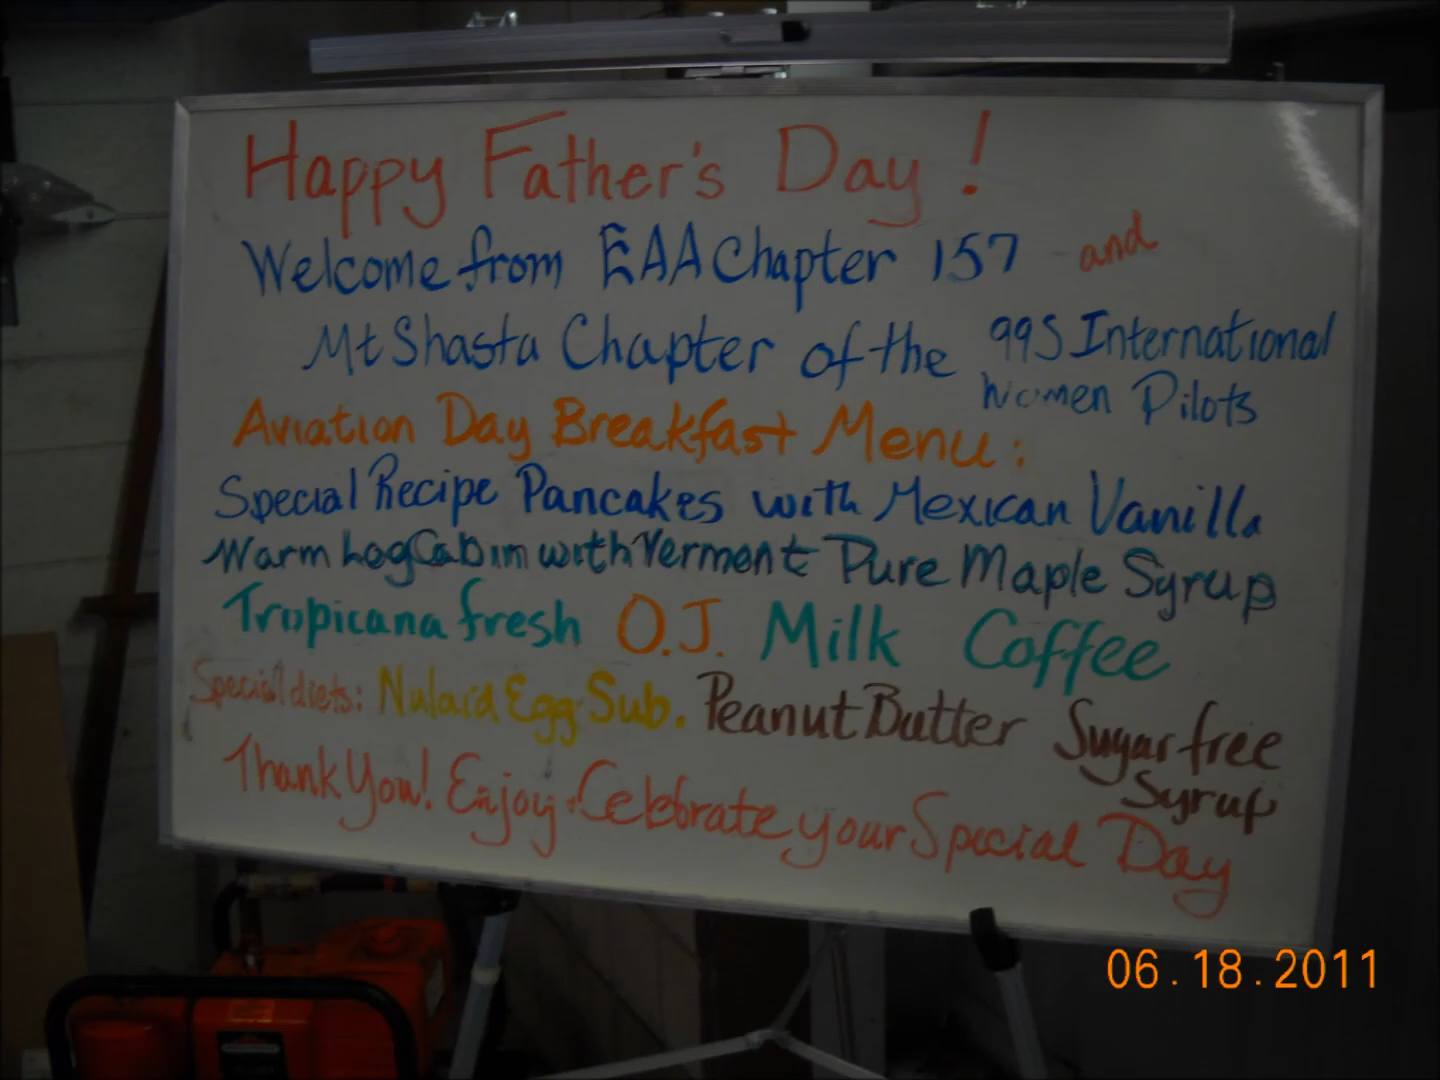 Happy Father's Day!
Welcome from EAA Chapter 157 and
Mt Shasta Chapter of the 99S International
Women Pilots
Aviation Day Breakfast Menu:
Special Recipe Pancakes with Mexican Vanilla
Warm Log Cabin with Vermont Pure Maple Syrup
Tropicana fresh O.J. Milk Coffee
Special diets: Nulaid Egg Sub. Peanut Butter Sugar free
Syrup
Thank You! Enjoy. Celebrate your Special Day
06.18.2011